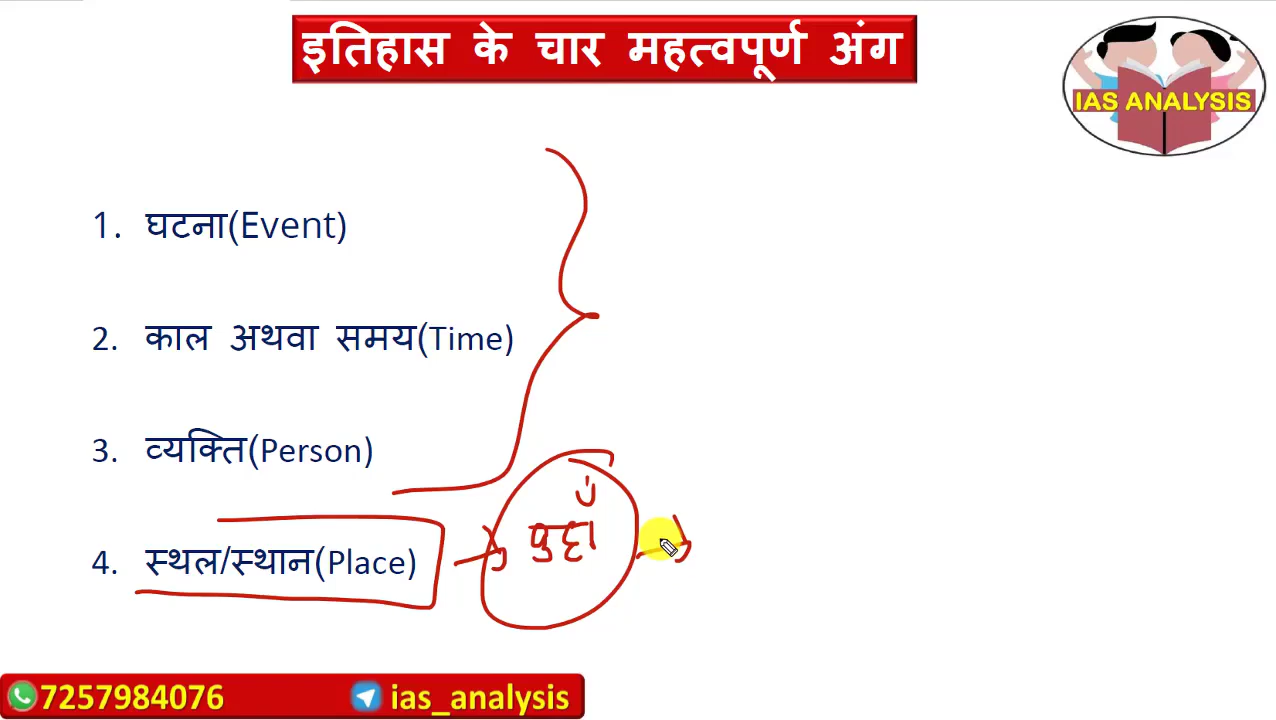 इतिहास के चार महत्वपूर्ण अंग
IAS ANALYSIS
1. घटना(Event)
2. काल अथवा समय(Time)
3. व्यक्ति(Person)
4. स्थल/स्थान(Place)
7257984076
ias_analysis